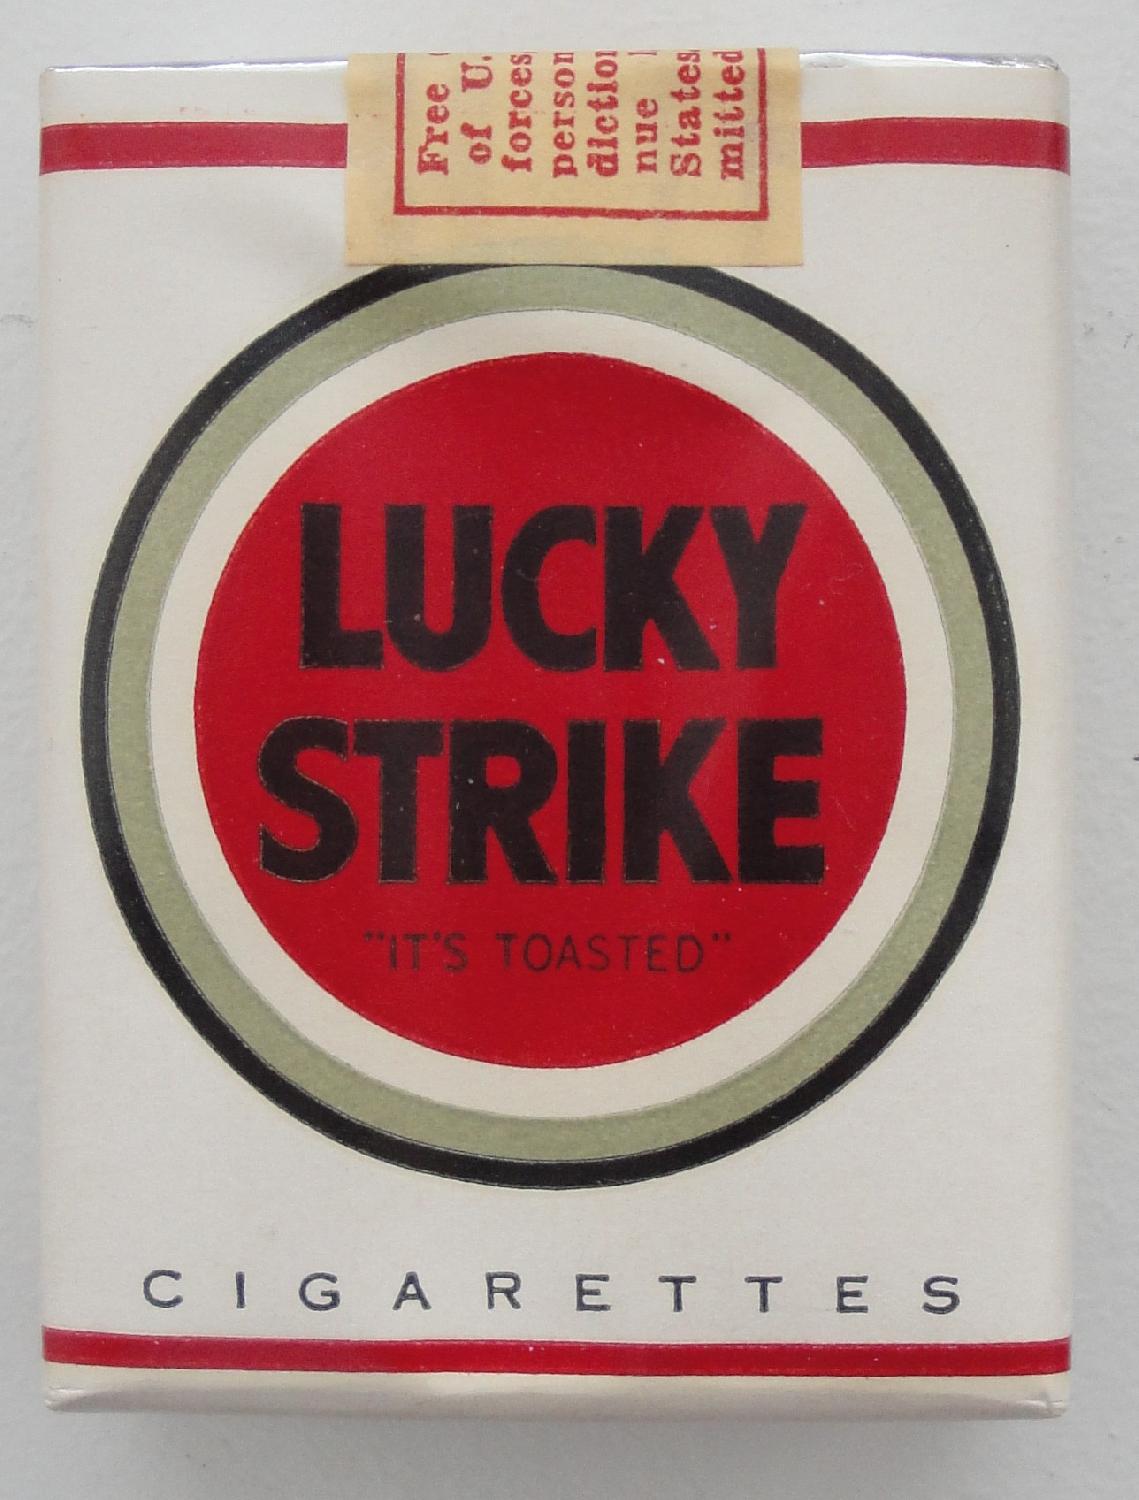 Free
of U.
forces
person
diction
nue
States
mitted
LUCKY
STRIKE
"IT'S TOASTED"
CIGARETTES